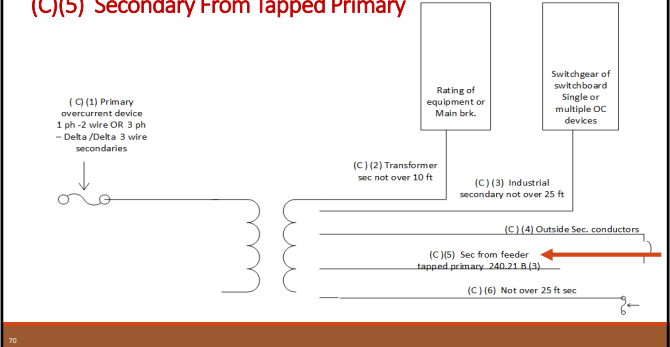 (C)(5) Secondary From Tapped Primary
Rating of
equipment or
Main brk.
Switchgear of
switchboard
Single or
multiple OC
devices
( C) (1) Primary
overcurrent device
1 ph -2 wire OR 3 ph
– Delta /Delta 3 wire
secondaries
(C ) (2) Transformer
sec not over 10 ft
(C ) (3) Industrial
secondary not over 25 ft
(C ) (4) Outside Sec. conductors
(C )(5) Sec from feeder
tapped primary 240.21 B (3)
(C ) (6) Not over 25 ft sec
70